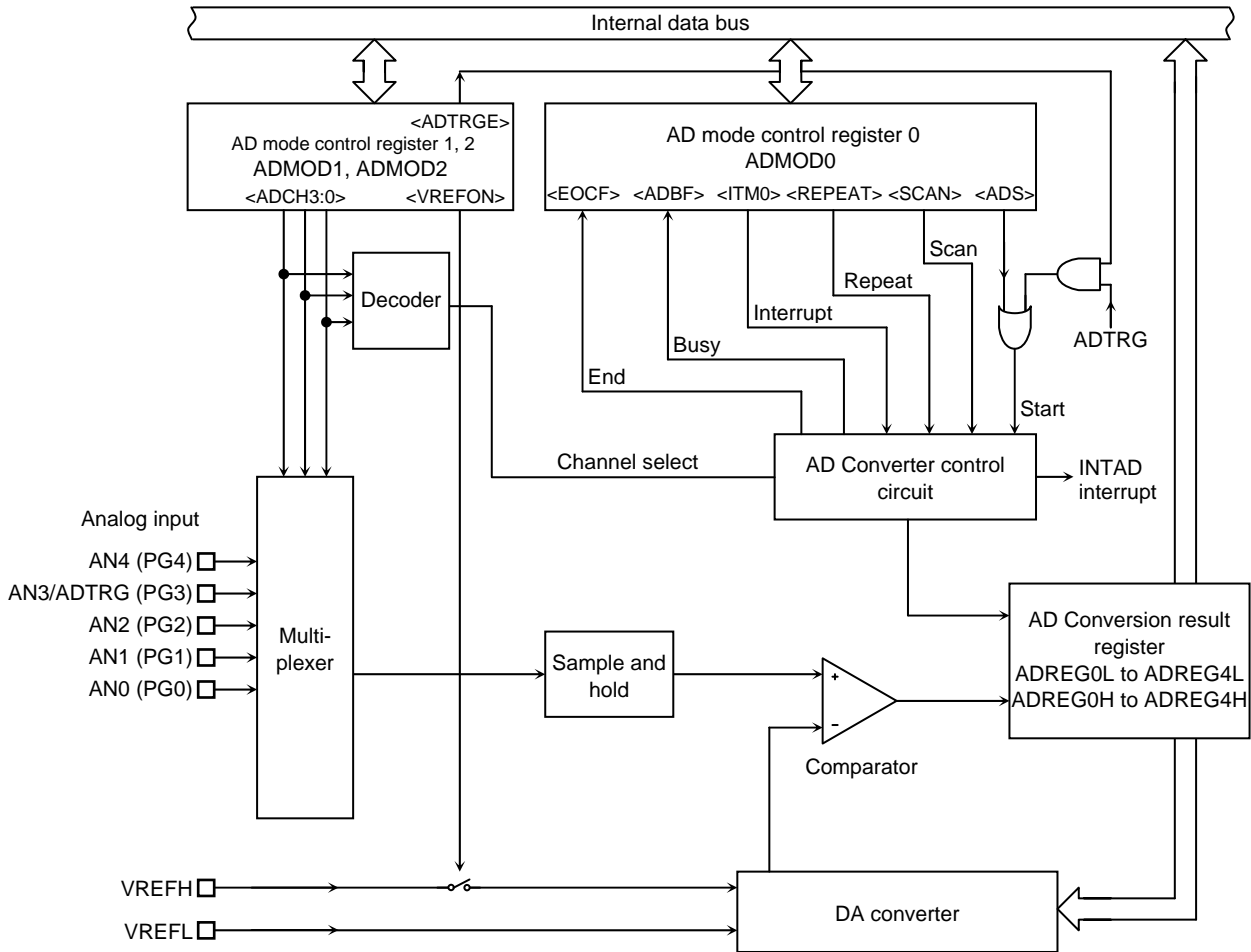 Internal data bus
<ADTRGE>
AD mode control register 1, 2
ADMOD1, ADMOD2
<ADCH3:0>
<VREFON>
AD mode control register 0
ADMOD0
<EOCF>
<ADBF>
<ITM0>
<REPEAT>
<SCAN>
<ADS>
Decoder
Scan
Repeat
Interrupt
Busy
End
ADTRG
Start
Channel select
AD Converter control
circuit
INTAD
interrupt
Analog input
AN4 (PG4)
AN3/ADTRG (PG3)
AN2 (PG2)
AN1 (PG1)
AN0 (PG0)
Multi-
plexer
Sample and
hold
+
−
Comparator
AD Conversion result
register
ADREG0L to ADREG4L
ADREG0H to ADREG4H
VREFH
VREFL
DA converter